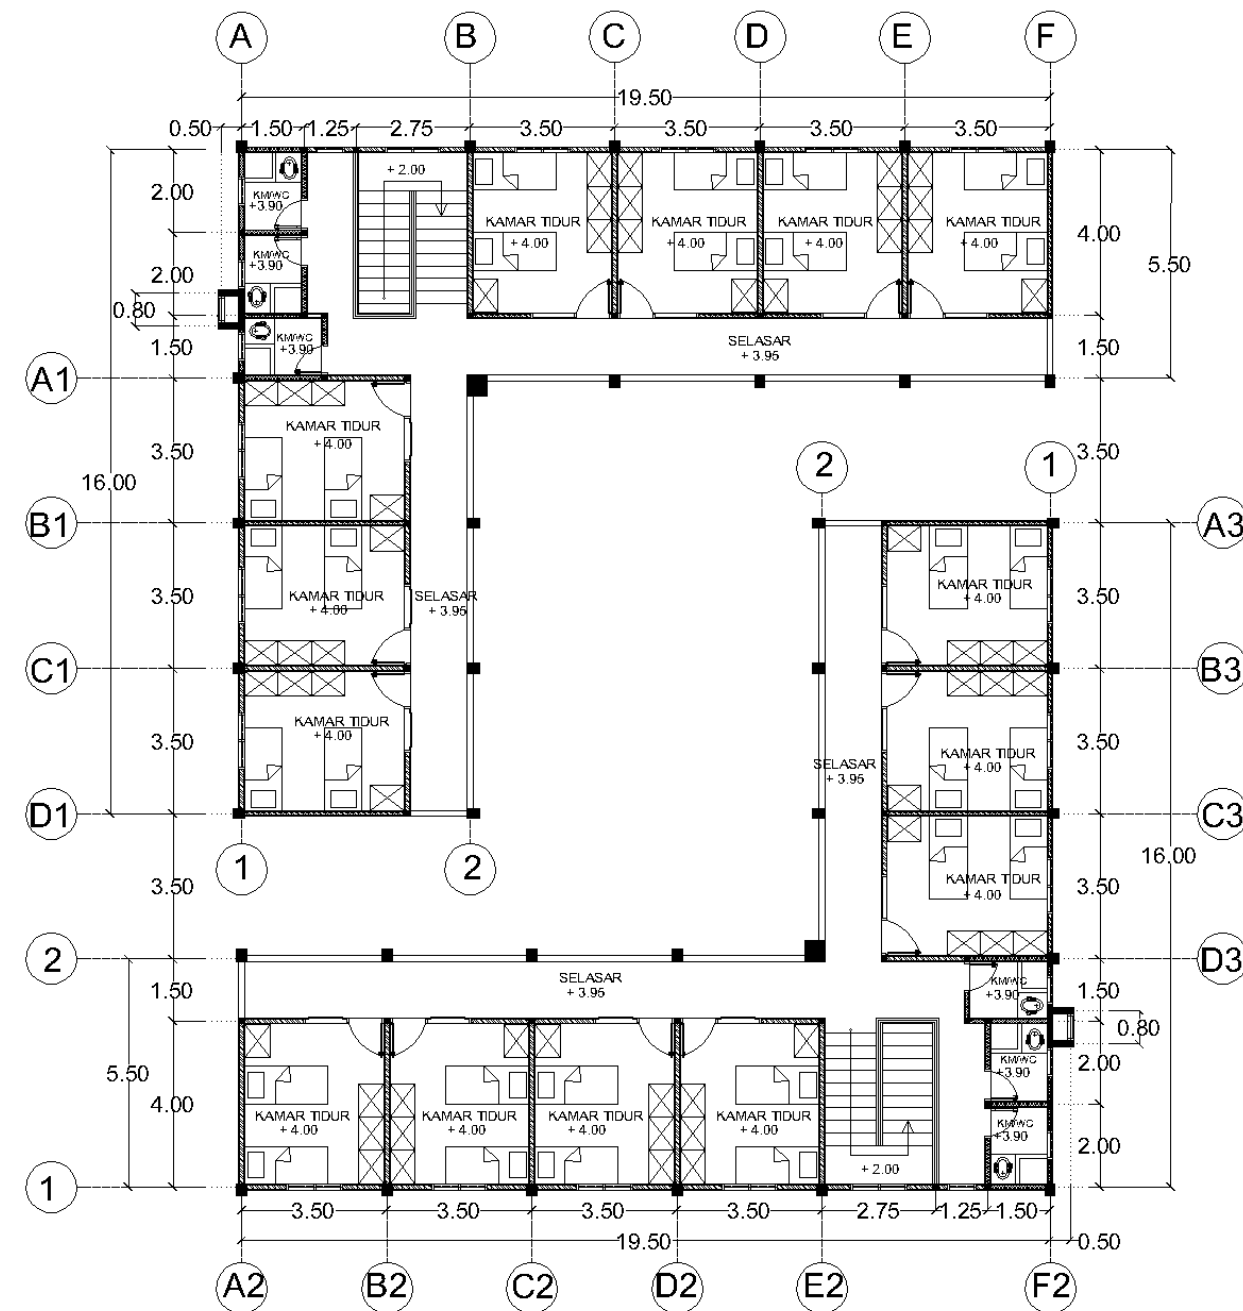 A B C D E F
19.50
0.50 1.50 1.25 2.75 3.50 3.50 3.50 3.50
2.00
KM/WC
+3.90
+ 2.00
KAMAR TIDUR
+ 4.00
KAMAR TIDUR
+ 4.00
KAMAR TIDUR
+ 4.00
KAMAR TIDUR
+ 4.00
4.00
5.50
2.00
KM/WC
+3.90
0.80
1.50
KM/WC
+3.90
SELASAR
+ 3.95
1.50
A1
KAMAR TIDUR
+ 4.00
3.50
3.50
16.00
2 1
B1
A3
3.50
KAMAR TIDUR
+ 4.00
SELASAR
+ 3.95
KAMAR TIDUR
+ 4.00
3.50
C1
B3
3.50
KAMAR TIDUR
+ 4.00
SELASAR
+ 3.95
KAMAR TIDUR
+ 4.00
3.50
D1
C3
1 2
16.00
3.50
KAMAR TIDUR
+ 4.00
3.50
2
D3
1.50
SELASAR
+ 3.95
KM/WC
+3.90
1.50
0.80
5.50
4.00
KAMAR TIDUR
+ 4.00
KAMAR TIDUR
+ 4.00
KAMAR TIDUR
+ 4.00
KAMAR TIDUR
+ 4.00
+ 2.00
KM/WC
+3.90
2.00
KM/WC
+3.90
2.00
1
3.50 3.50 3.50 3.50 2.75 1.25 1.50
19.50 0.50
A2 B2 C2 D2 E2 F2